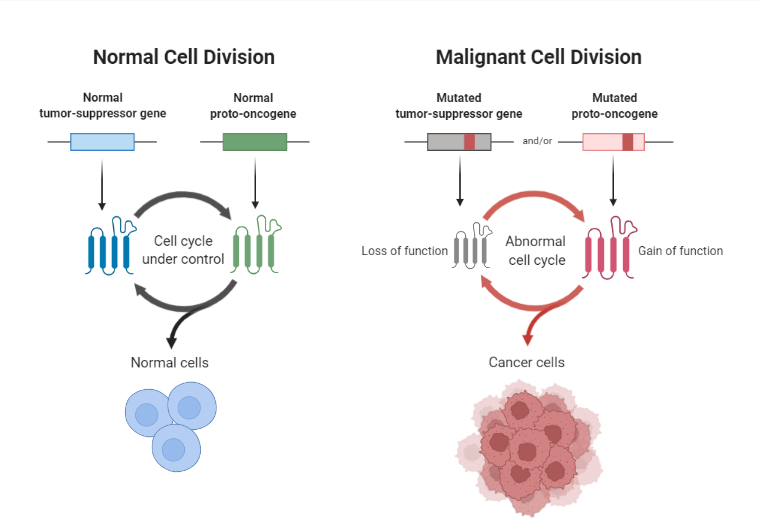 Normal Cell Division
Malignant Cell Division
Normal
tumor-suppressor gene
Normal
proto-oncogene
Mutated
tumor-suppressor gene
and/or
Mutated
proto-oncogene
Cell cycle
under control
Loss of function
Abnormal
cell cycle
Gain of function
Normal cells
Cancer cells